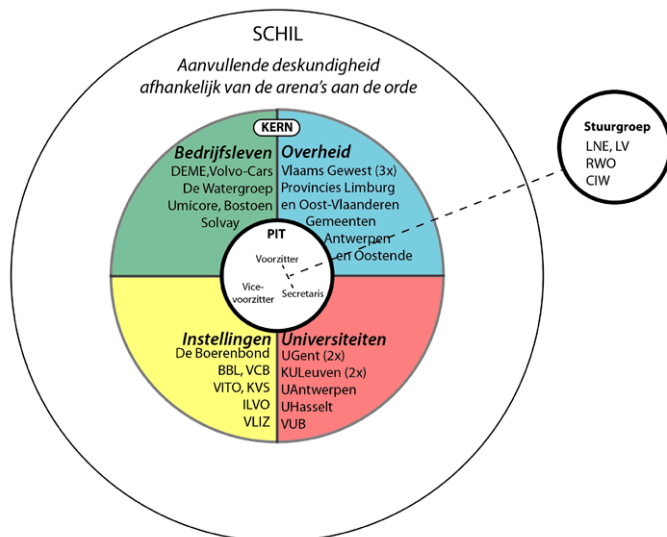 SCHIL
Aanvullende deskundigheid
afhankelijk van de arena's aan de orde
KERN
Bedrijfsleven
DEME,Volvo-Cars
De Watergroep
Umicore, Bostoen
Solvay
Overheid
Vlaams Gewest (3x)
Provincies Limburg
en Oost-Vlaanderen
Gemeenten
Antwerpen
en Oostende
Stuurgroep
LNE, LV
RWO
CIW
PIT
Voorzitter
Vice-
voorzitter
Secretaris
Instellingen
De Boerenbond
BBL, VCB
VITO, KVS
ILVO
VLIZ
Universiteiten
UGent (2x)
KULeuven (2x)
UAntwerpen
UHasselt
VUB